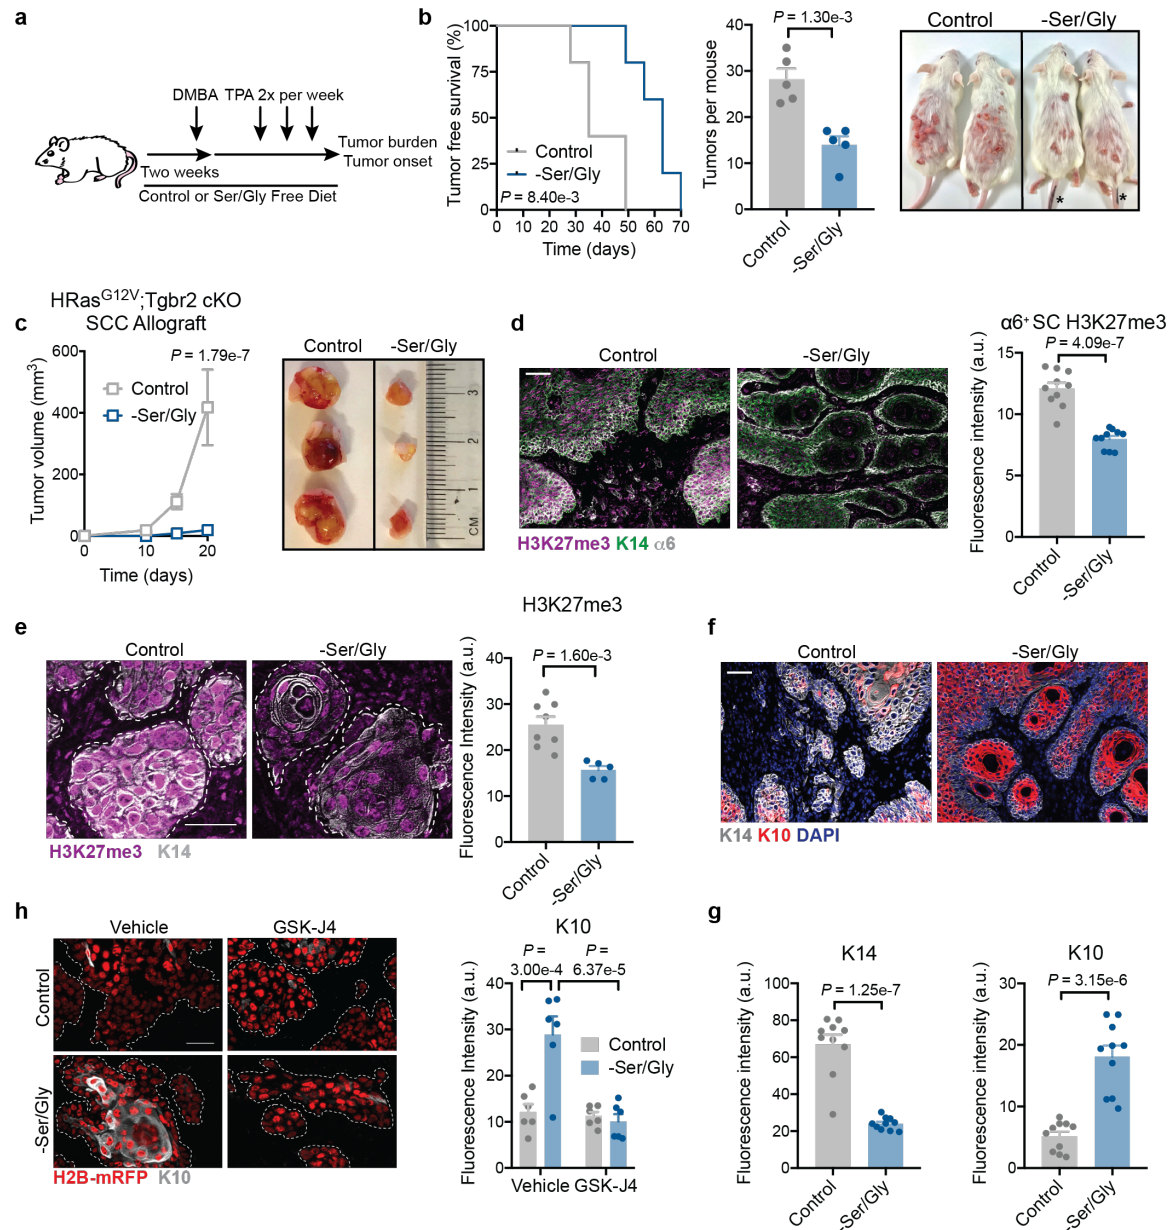 a
DMBA TPA 2x per week
Two weeks
Tumor burden
Tumor onset
Control or Ser/Gly Free Diet
b
Tumor free survival (%)
100
75
50
25
0
Control
-Ser/Gly
P = 8.40e-3
0 10 20 30 40 50 60 70
Time (days)
P = 1.30e-3
Tumors per mouse
40
30
20
10
0
Control
-Ser/Gly
Control -Ser/Gly
* *
c
HRasG12V;Tgbr2 cKO
SCC Allograft
P = 1.79e-7
Tumor volume (mm3)
600
400
200
0
Control
-Ser/Gly
0 10 20
Time (days)
Control -Ser/Gly
3
2
1
CM
d
Control -Ser/Gly
H3K27me3 K14 α6
α6+ SC H3K27me3
P = 4.09e-7
Fluorescence intensity (a.u.)
15
10
5
0
Control
-Ser/Gly
e
Control -Ser/Gly
H3K27me3 K14
H3K27me3
P = 1.60e-3
Fluorescence Intensity (a.u.)
40
30
20
10
0
Control
-Ser/Gly
f
Control -Ser/Gly
K14 K10 DAPI
h
Vehicle GSK-J4
Control
-Ser/Gly
H2B-mRFP K10
K10
P = P =
3.00e-4 6.37e-5
Fluorescence Intensity (a.u.)
40
30
20
10
0
Control
-Ser/Gly
Vehicle GSK-J4
g
K14
P = 1.25e-7
Fluorescence intensity (a.u.)
100
80
60
40
20
0
Control
-Ser/Gly
K10
P = 3.15e-6
Fluorescence intensity (a.u.)
30
20
10
0
Control
-Ser/Gly